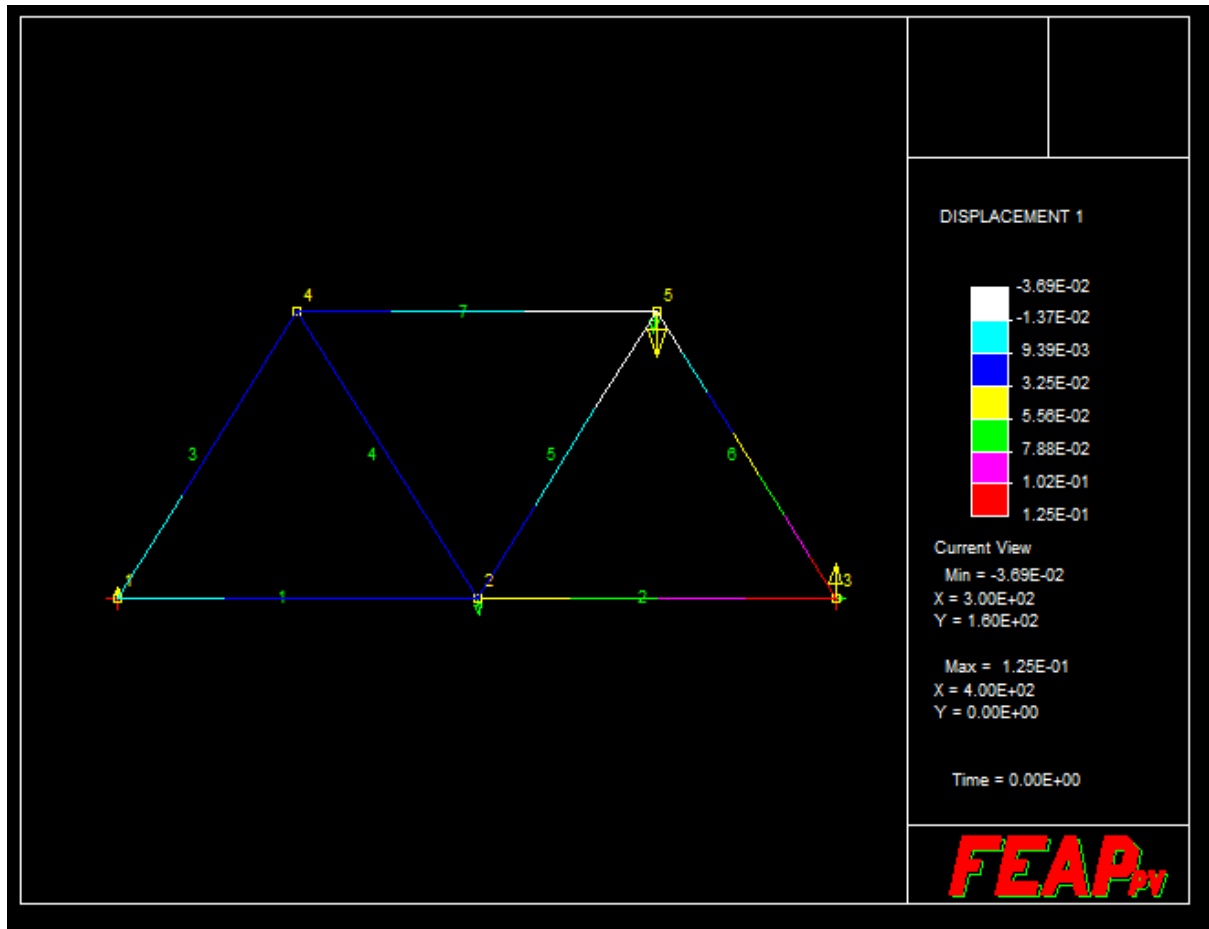 4
5
7
3
4
5
6
1
2
3
1
2
DISPLACEMENT 1
-3.69E-02
-1.37E-02
9.39E-03
3.25E-02
5.56E-02
7.88E-02
1.02E-01
1.25E-01
Current View
Min = -3.69E-02
X = 3.00E+02
Y = 1.60E+02
Max = 1.25E-01
X = 4.00E+02
Y = 0.00E+00
Time = 0.00E+00
FEAPpv